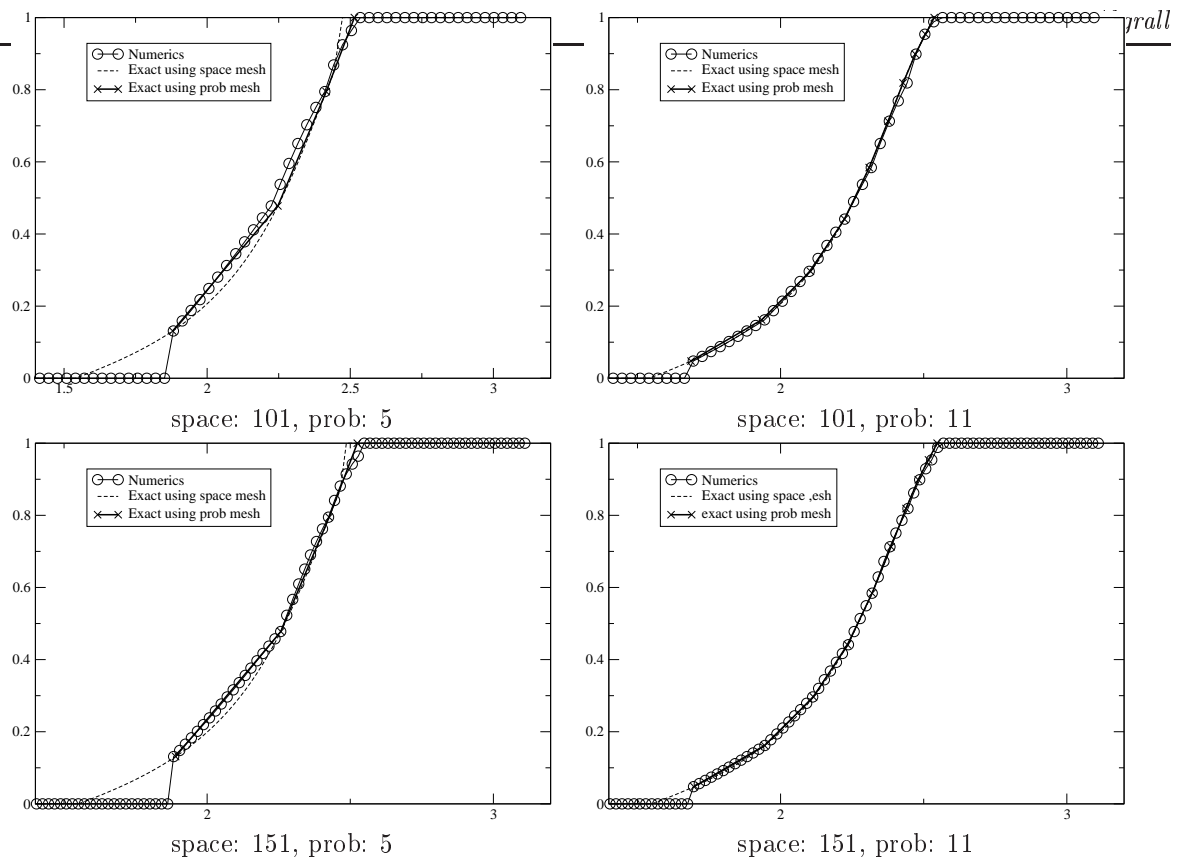 1
0.8
0.6
0.4
0.2
0
1.5
2
2.5
3
Numerics
Exact using space mesh
Exact using prob mesh
space: 101, prob: 5
1
0.8
0.6
0.4
0.2
0
2
3
Numerics
Exact using space mesh
Exact using prob mesh
space: 101, prob: 11
1
0.8
0.6
0.4
0.2
0
2
3
Numerics
Exact using space mesh
Exact using prob mesh
space: 151, prob: 5
1
0.8
0.6
0.4
0.2
0
2
3
Numerics
Exact using space ,esh
exact using prob mesh
space: 151, prob: 11